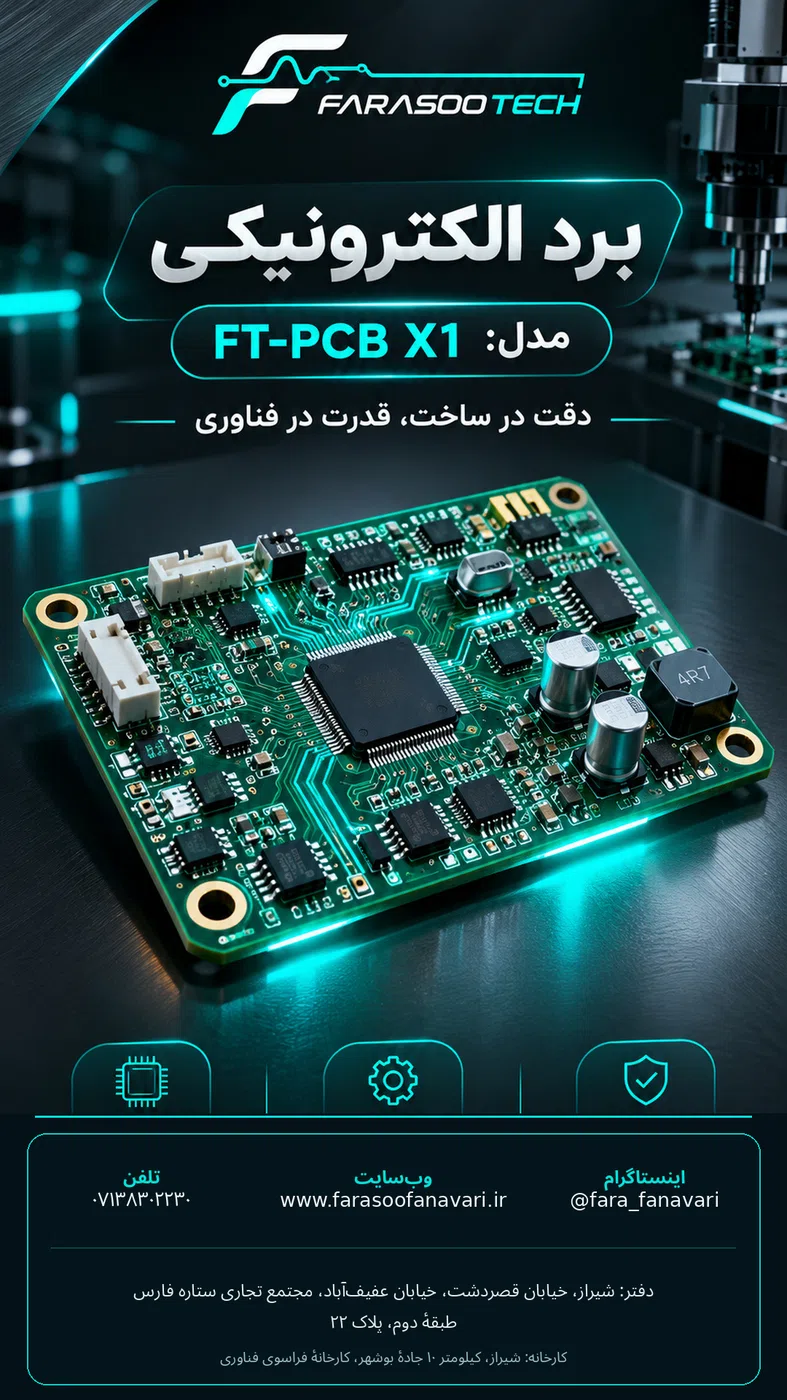 FARASOO TECH
برد الکترونیکی
مدل: FT-PCB X1
دقت در ساخت، قدرت در فناوری
4R7
اینستاگرام
@fara_fanavari
وب‌سایت
www.farasoofanavari.ir
تلفن
۰۷۱۳۸۳۰۲۲۳۰
دفتر: شیراز، خیابان قصردشت، خیابان عفیف‌آباد، مجتمع تجاری ستاره فارس
طبقهٔ دوم، پلاک ۲۲
کارخانه: شیراز، کیلومتر ۱۰ جادهٔ بوشهر، کارخانهٔ فراسوی فناوری